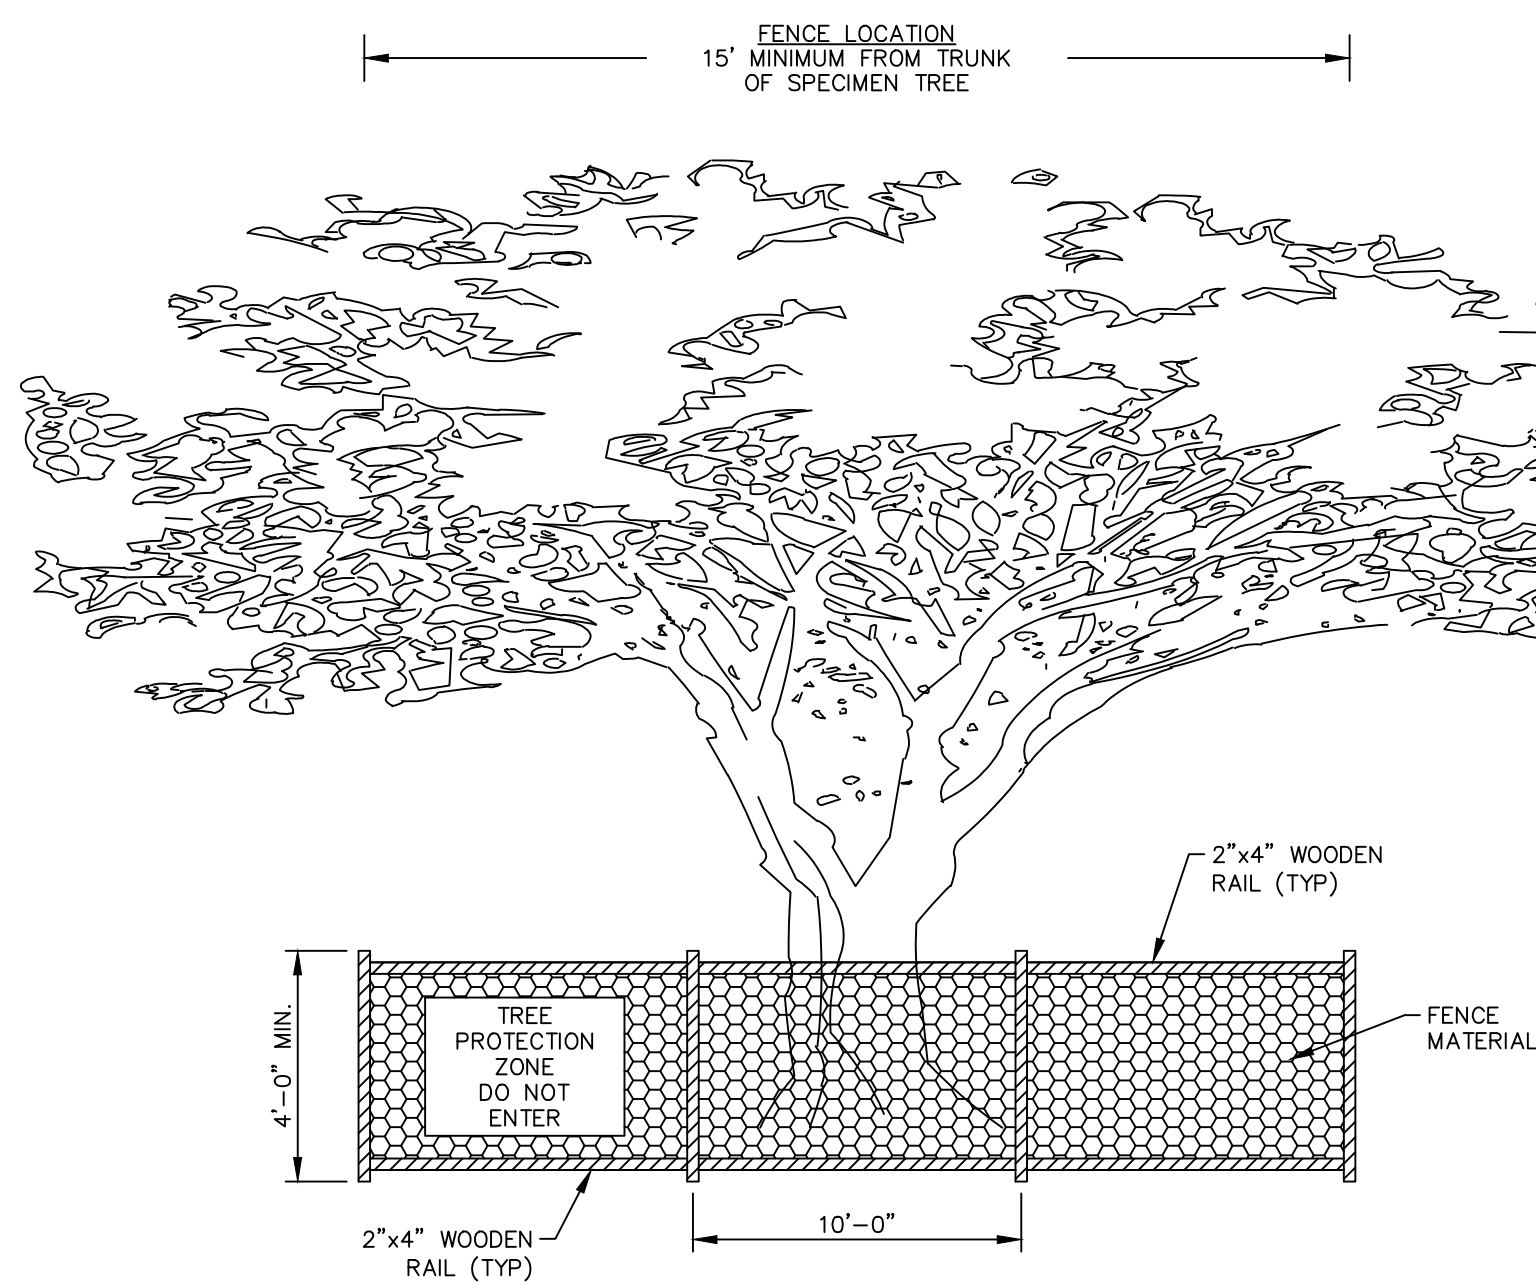 FENCE LOCATION
15' MINIMUM FROM TRUNK
OF SPECIMEN TREE
2"x4" WOODEN
RAIL (TYP)
4'-0" MIN.
TREE
PROTECTION
ZONE
DO NOT
ENTER
FENCE
MATERIAL
10'-0"
2"x4" WOODEN
RAIL (TYP)